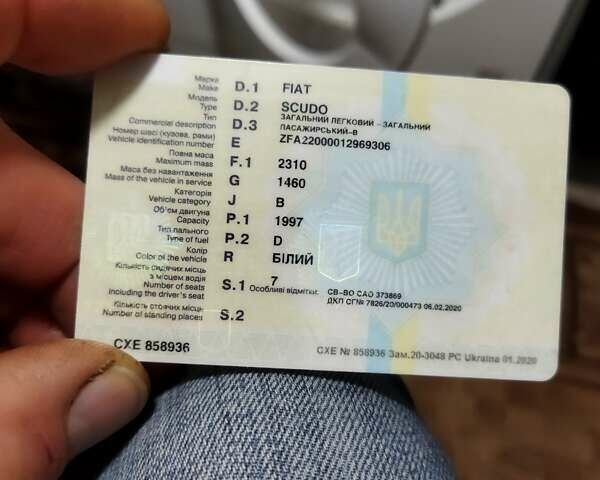 Марка
Make D.1 FIAT
Модель
Type D.2 SCUDO
Тип
Commercial description D.3 ЗАГАЛЬНИЙ ЛЕГКОВИЙ - ЗАГАЛЬНИЙ
ПАСАЖИРСЬКИЙ-В
Номер шасі (кузова, рами)
Vehicle identification number E ZFA22000012969306
Повна маса
Maximum mass F.1 2310
Маса без навантаження
Mass of the vehicle in service G 1460
Категорія
Vehicle category J B
Об'єм двигуна
Capacity P.1 1997
Тип пального
Type of fuel P.2 D
Колір
Color of the vehicle R БІЛИЙ
Кількість сидячих місць
з місцем водія
Number of seats
including the driver's seat S.1 7
Особливі відмітки: СВ-ВО САО 373869
ДКП СГ№ 7826/20/000473 06.02.2020
Кількість стоячих місць
Number of standing places S.2
СХЕ 858936
СХЕ № 858936 Зам.20-3048 РС Ukraina 01.2020